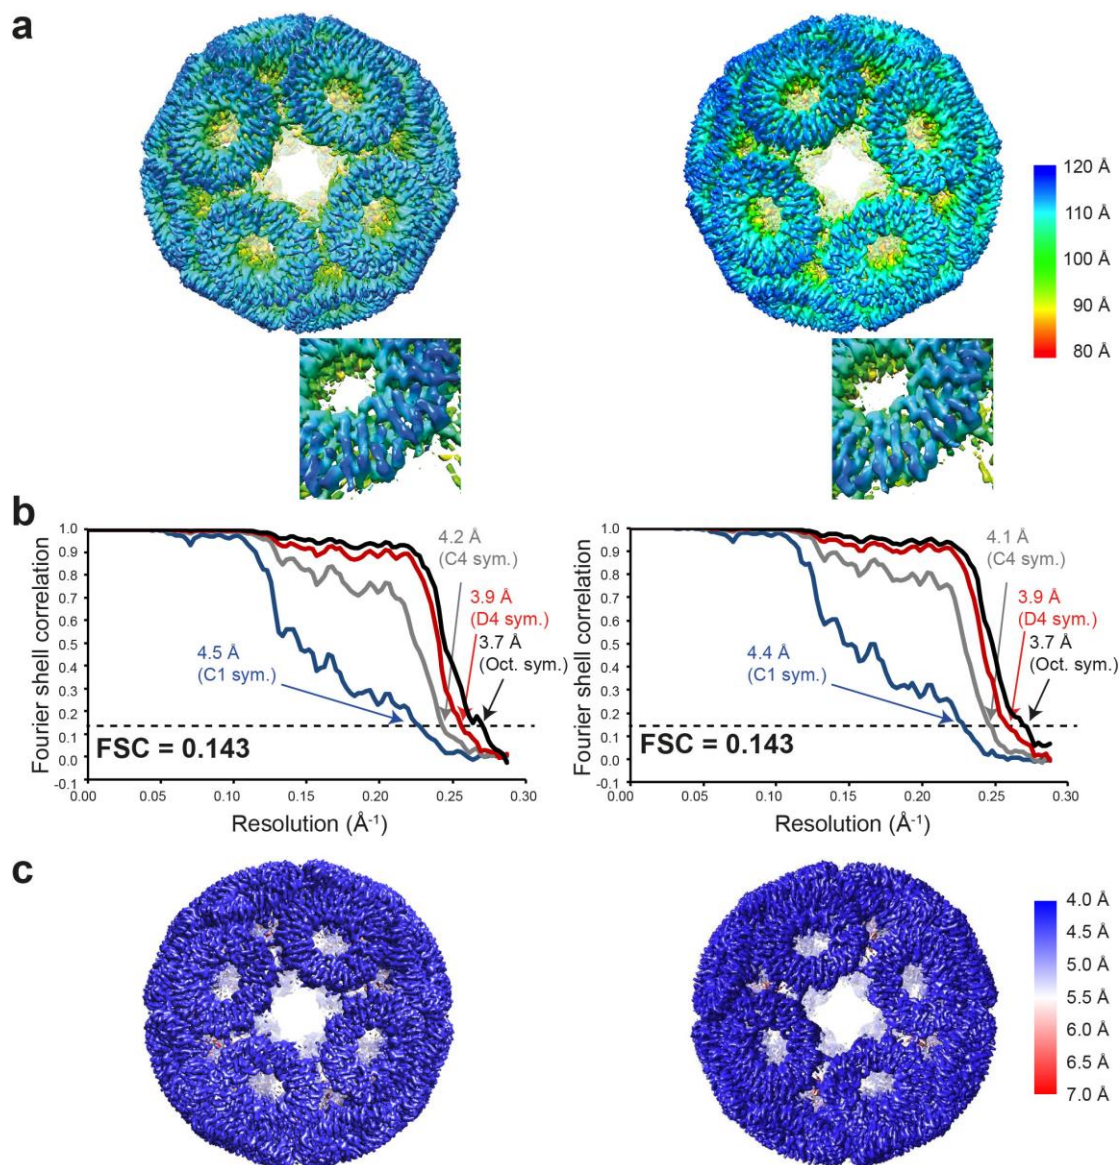 a
120 Å
110 Å
100 Å
90 Å
80 Å
b
Fourier shell correlation
1.0
0.9
0.8
0.7
0.6
0.5
0.4
0.3
0.2
0.1
0.0
-0.1
4.2 Å
(C4 sym.)
3.9 Å
(D4 sym.)
3.7 Å
(Oct. sym.)
4.5 Å
(C1 sym.)
FSC = 0.143
0.00
0.05
0.10
0.15
0.20
0.25
0.30
Resolution (Å⁻¹)
Fourier shell correlation
1.0
0.9
0.8
0.7
0.6
0.5
0.4
0.3
0.2
0.1
0.0
-0.1
4.1 Å
(C4 sym.)
3.9 Å
(D4 sym.)
3.7 Å
(Oct. sym.)
4.4 Å
(C1 sym.)
FSC = 0.143
0.00
0.05
0.10
0.15
0.20
0.25
0.30
Resolution (Å⁻¹)
c
4.0 Å
4.5 Å
5.0 Å
5.5 Å
6.0 Å
6.5 Å
7.0 Å